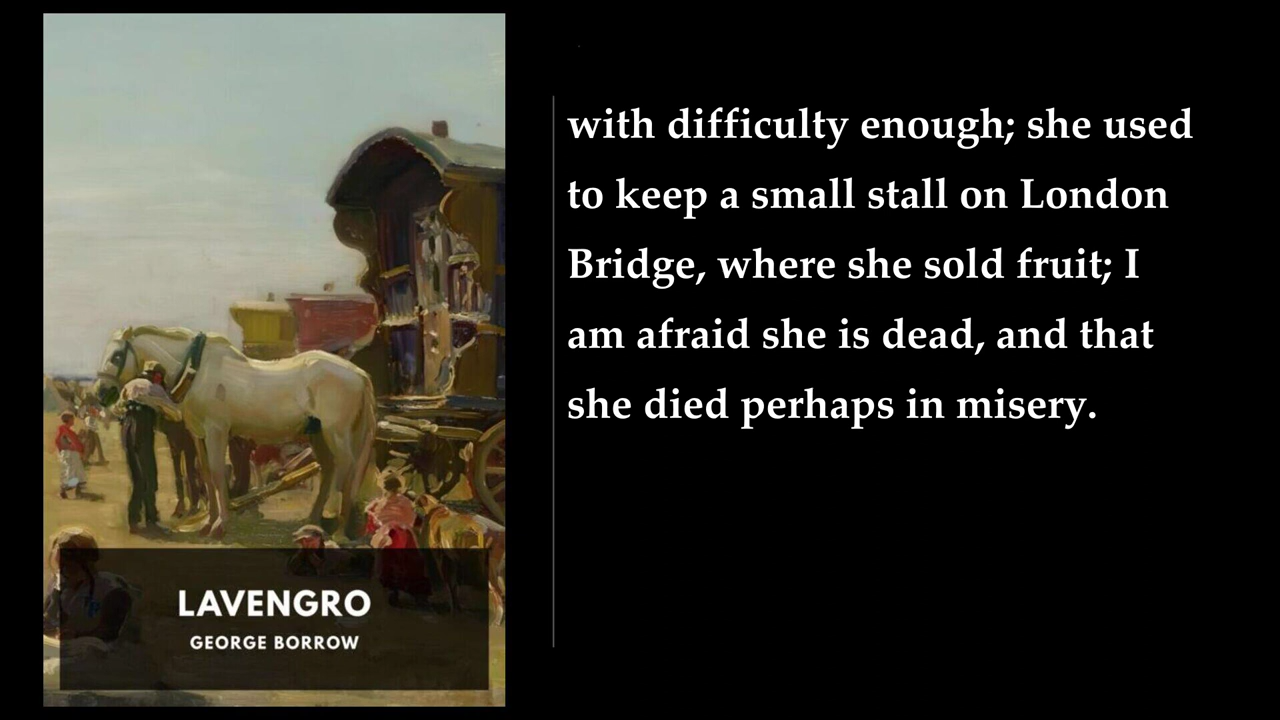 LAVENGRO
GEORGE BORROW
with difficulty enough; she used
to keep a small stall on London
Bridge, where she sold fruit; I
am afraid she is dead, and that
she died perhaps in misery.